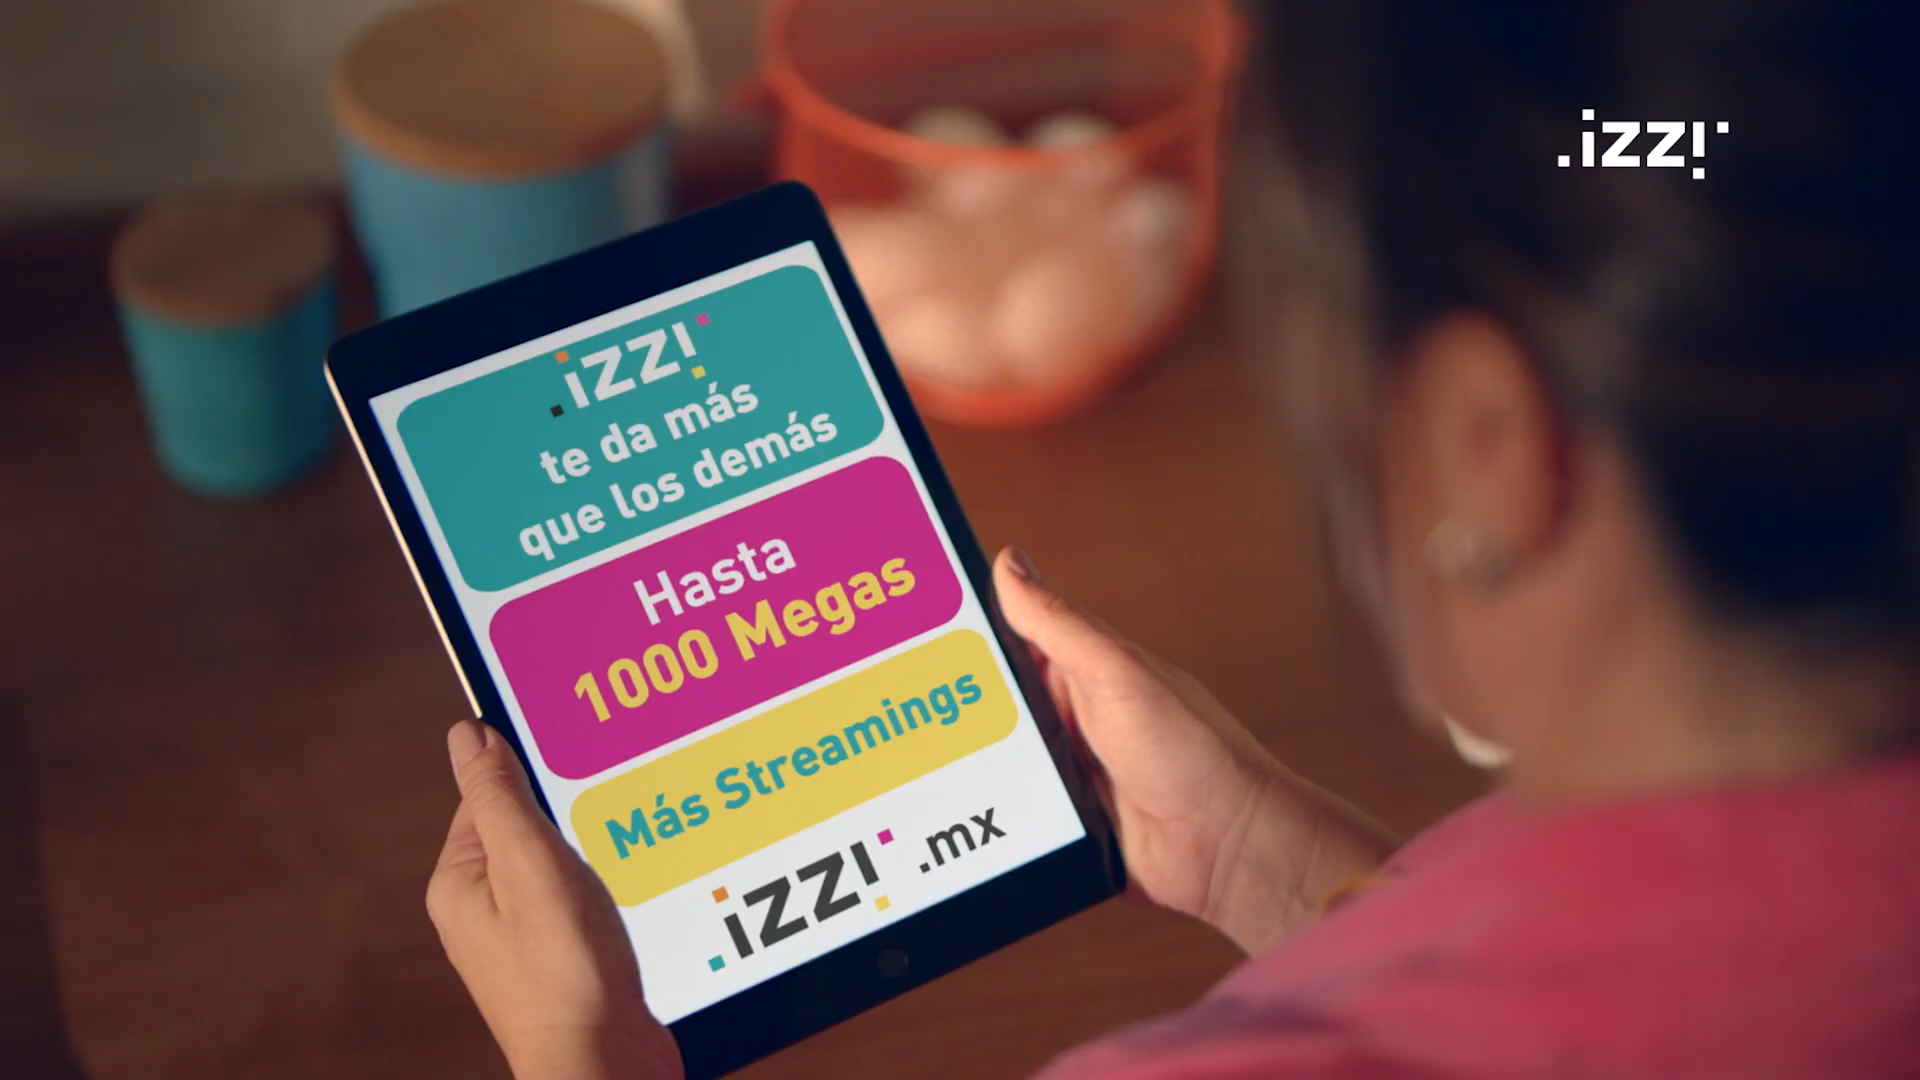 .izz!
.izz!
te da más
que los demás
Hasta
1000 Megas
Más Streamings
.izz! .mx